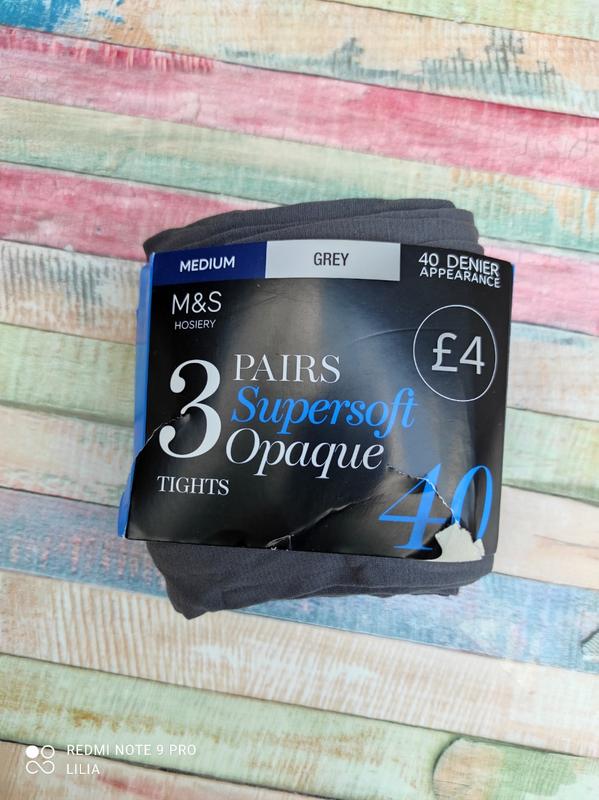 MEDIUM
GREY
40 DENIER
APPEARANCE
M&S
HOSIERY
£4
3
PAIRS
Supersoft
Opaque
TIGHTS
40
REDMI NOTE 9 PRO
LILIA